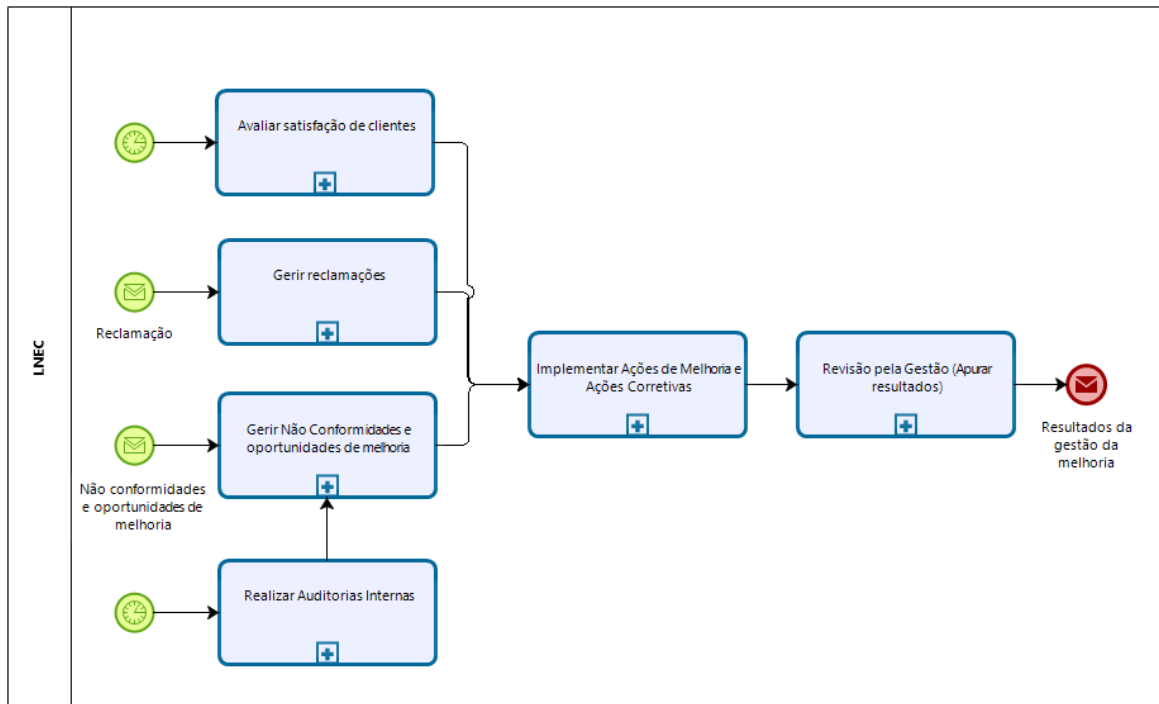 LNEC
Avaliar satisfação de clientes
Gerir reclamações
Reclamação
Gerir Não Conformidades e
oportunidades de melhoria
Não conformidades
e oportunidades de
melhoria
Realizar Auditorias Internas
Implementar Ações de Melhoria e
Ações Corretivas
Revisão pela Gestão (Apurar
resultados)
Resultados da
gestão da
melhoria